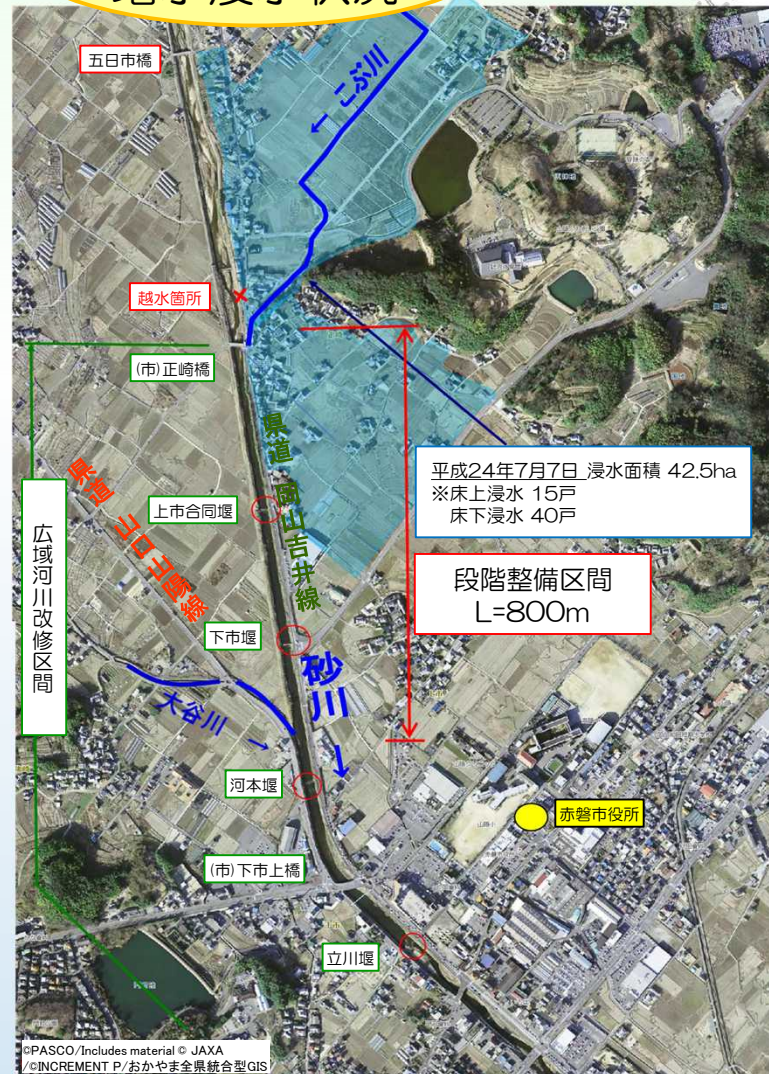 五日市橋
← こぶ川
越水箇所
(市)正崎橋
県道 岡山吉井線
県道 山口山陽線
上市合同堰
平成24年7月7日 浸水面積 42.5ha
※床上浸水 15戸
床下浸水 40戸
広域河川改修区間
段階整備区間
L=800m
下市堰
砂川 →
大谷川 →
河本堰
赤磐市役所
(市)下市上橋
立川堰
©PASCO/Includes material © JAXA
/©INCREMENT P/おかやま全県統合型GIS